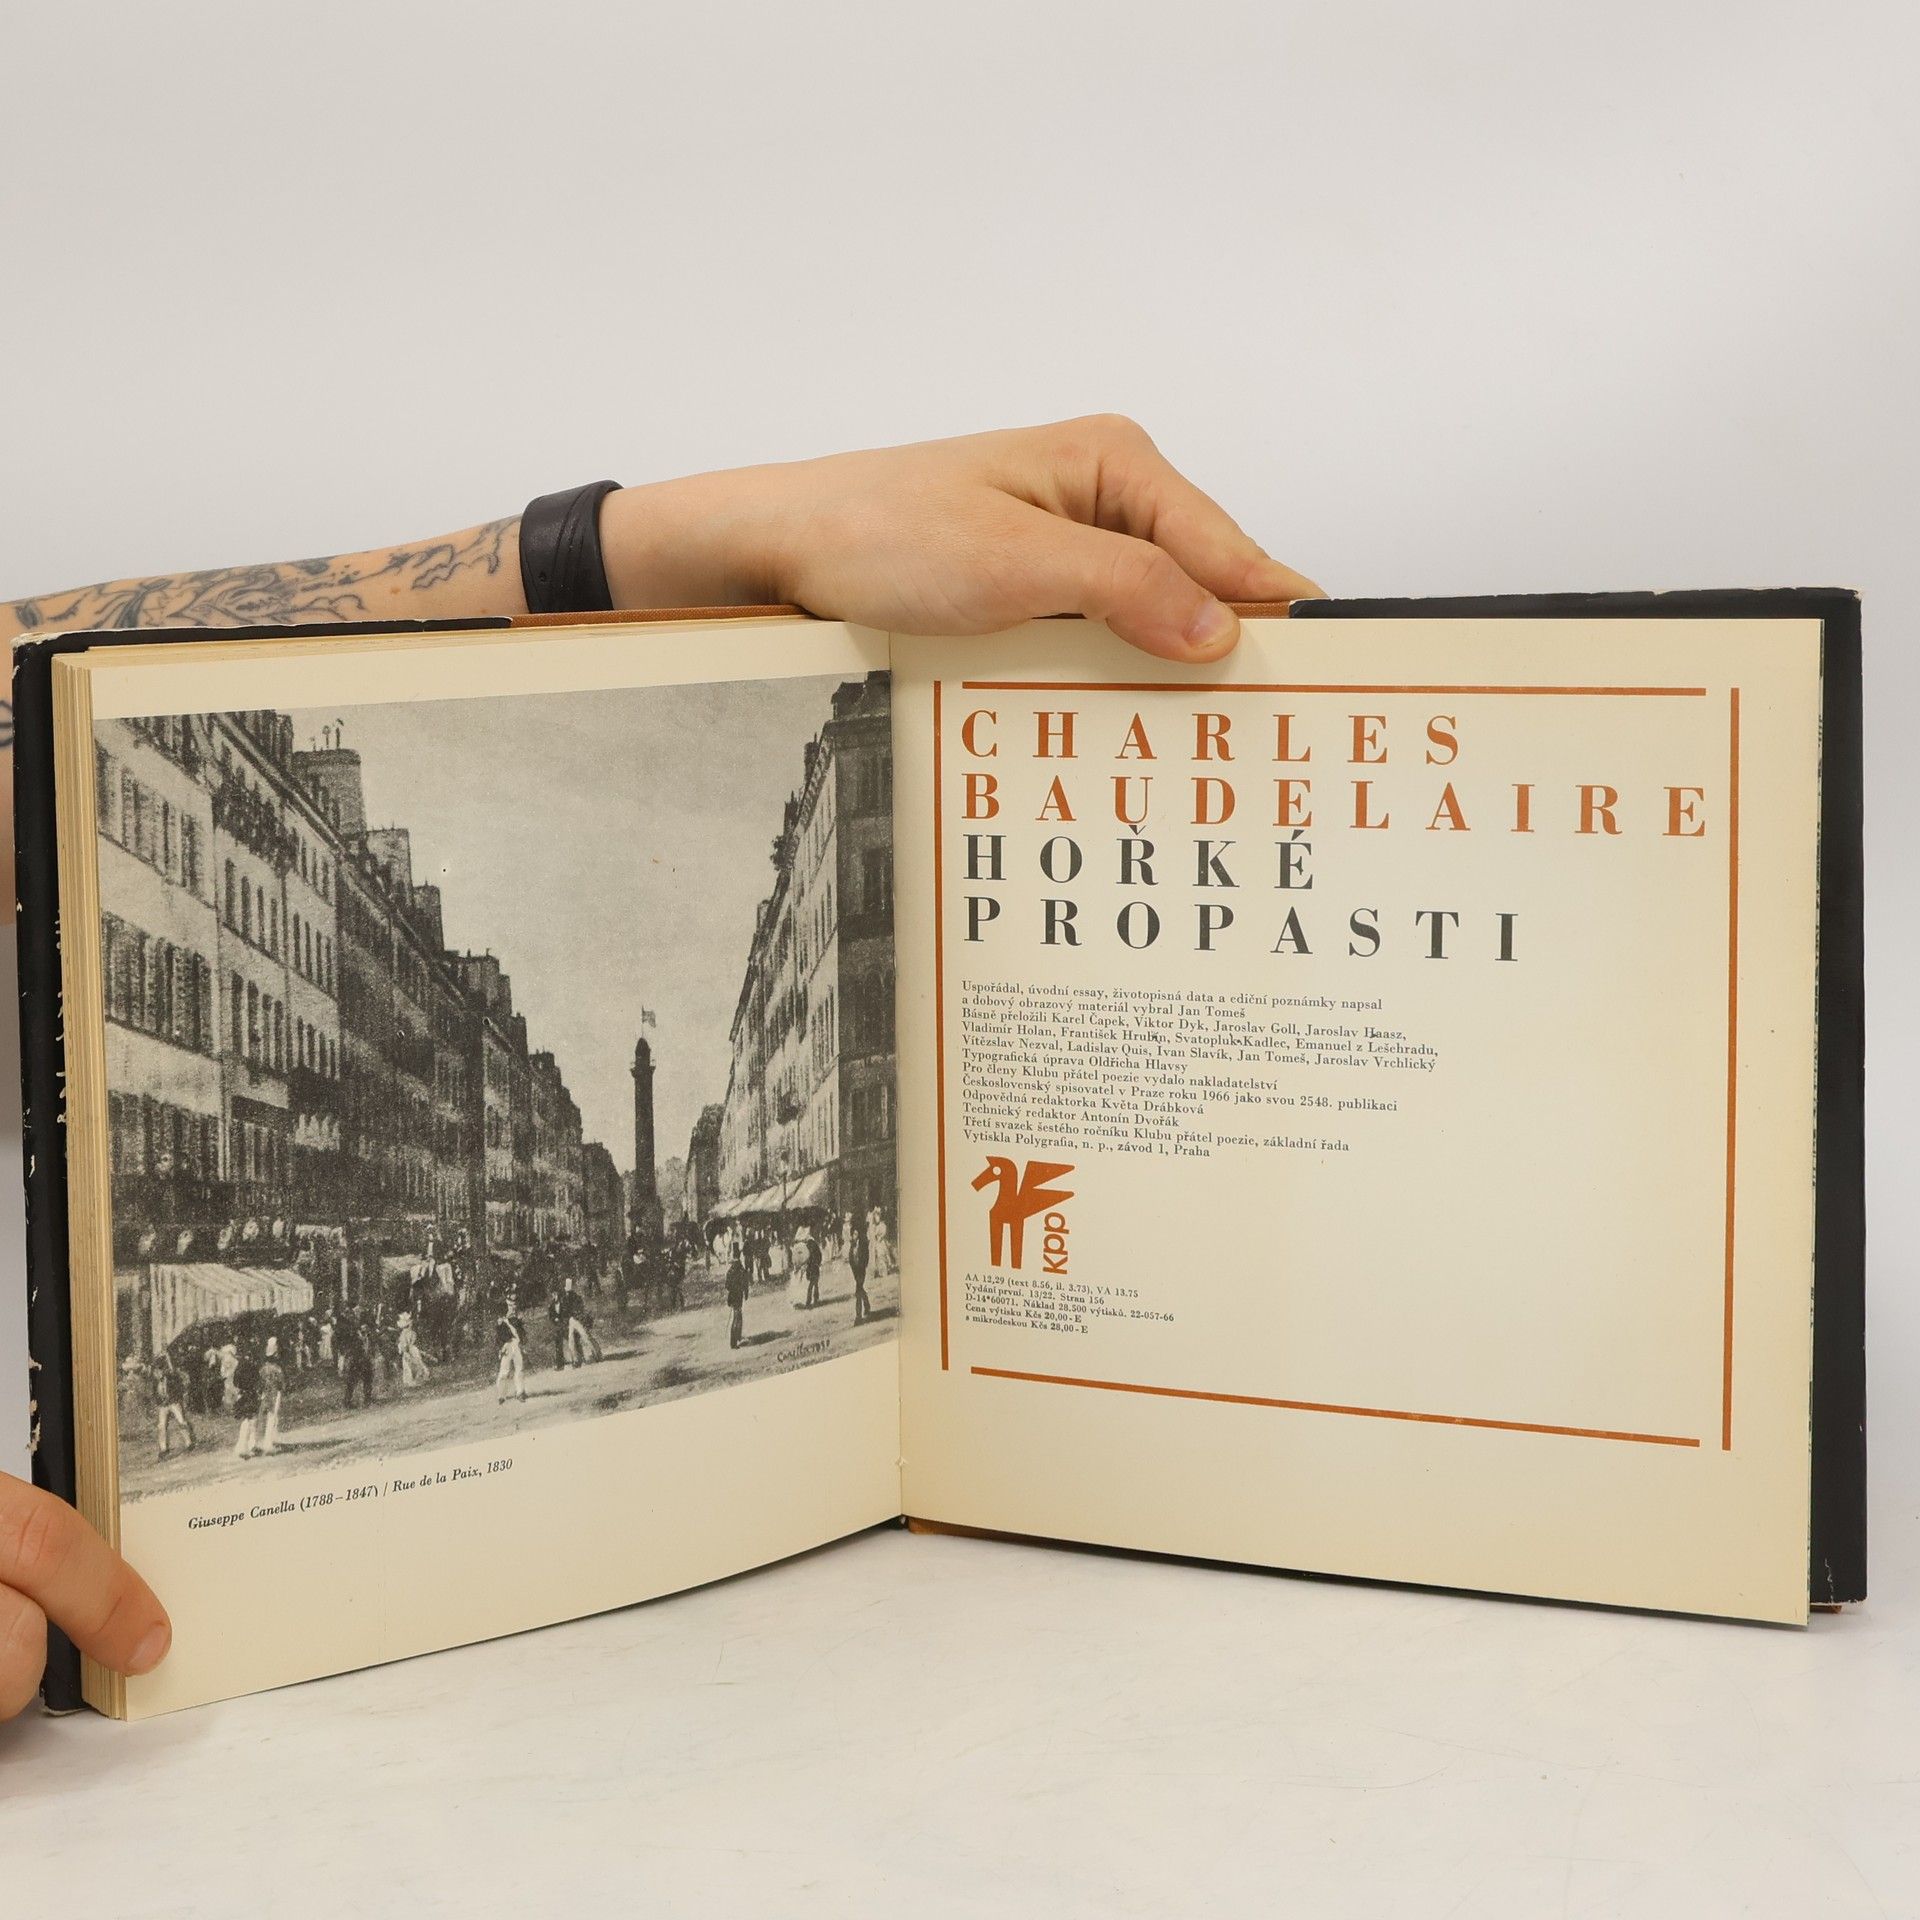 Giuseppe Canella (1788–1847) / Rue de la Paix, 1830
CHARLES
BAUDELAIRE
HOŘKÉ
PROPASTI
Uspořádal, úvodní essay, životopisná data a ediční poznámky napsal
a dobový obrazový materiál vybral Jan Tomeš
Básně přeložili Karel Čapek, Viktor Dyk, Jaroslav Goll, Jaroslav Haasz,
Vladimír Holan, František Hrubín, Svatopluk Kadlec, Emanuel z Lešehradu,
Vítězslav Nezval, Ladislav Quis, Ivan Slavík, Jan Tomeš, Jaroslav Vrchlický
Typografická úprava Oldřicha Hlavsy
Pro členy Klubu přátel poezie vydalo nakladatelství
Československý spisovatel v Praze roku 1966 jako svou 2548. publikaci
Odpovědná redaktorka Květa Drábková
Technický redaktor Antonín Dvořák
Třetí svazek šestého ročníku Klubu přátel poezie, základní řada
Vytiskla Polygrafia, n. p., závod 1, Praha
kpp
AA 12,29 (text 8.56, il. 3.73), VA 13.75
Vydání první. 13/22. Stran 156
D-14*60071. Náklad 28.500 výtisků. 22-057-66
Cena výtisku Kčs 20,00-E
s mikrodeskou Kčs 28,00-E